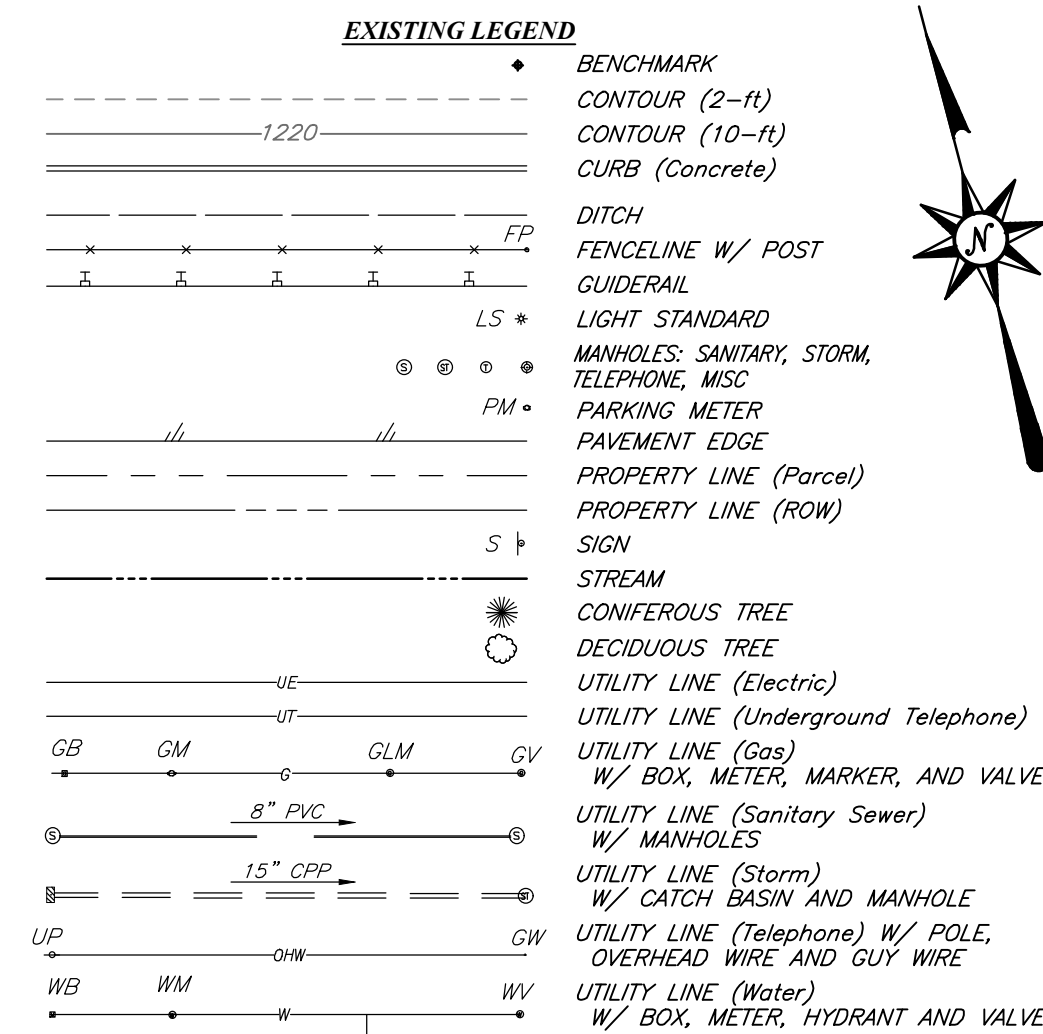 EXISTING LEGEND
BENCHMARK
CONTOUR (2-ft)
1220 CONTOUR (10-ft)
CURB (Concrete)
DITCH
FP FENCELINE W/ POST
GUIDERAIL
LS LIGHT STANDARD
S ST T MANHOLES: SANITARY, STORM,
TELEPHONE, MISC
PM PARKING METER
PAVEMENT EDGE
PROPERTY LINE (Parcel)
PROPERTY LINE (ROW)
S SIGN
STREAM
CONIFEROUS TREE
DECIDUOUS TREE
UE UTILITY LINE (Electric)
UT UTILITY LINE (Underground Telephone)
GB GM GLM GV UTILITY LINE (Gas)
G W/ BOX, METER, MARKER, AND VALVE
8" PVC UTILITY LINE (Sanitary Sewer)
S S W/ MANHOLES
15" CPP UTILITY LINE (Storm)
ST W/ CATCH BASIN AND MANHOLE
UP GW UTILITY LINE (Telephone) W/ POLE,
OHW OVERHEAD WIRE AND GUY WIRE
WB WM WV UTILITY LINE (Water)
W W/ BOX, METER, HYDRANT AND VALVE
N